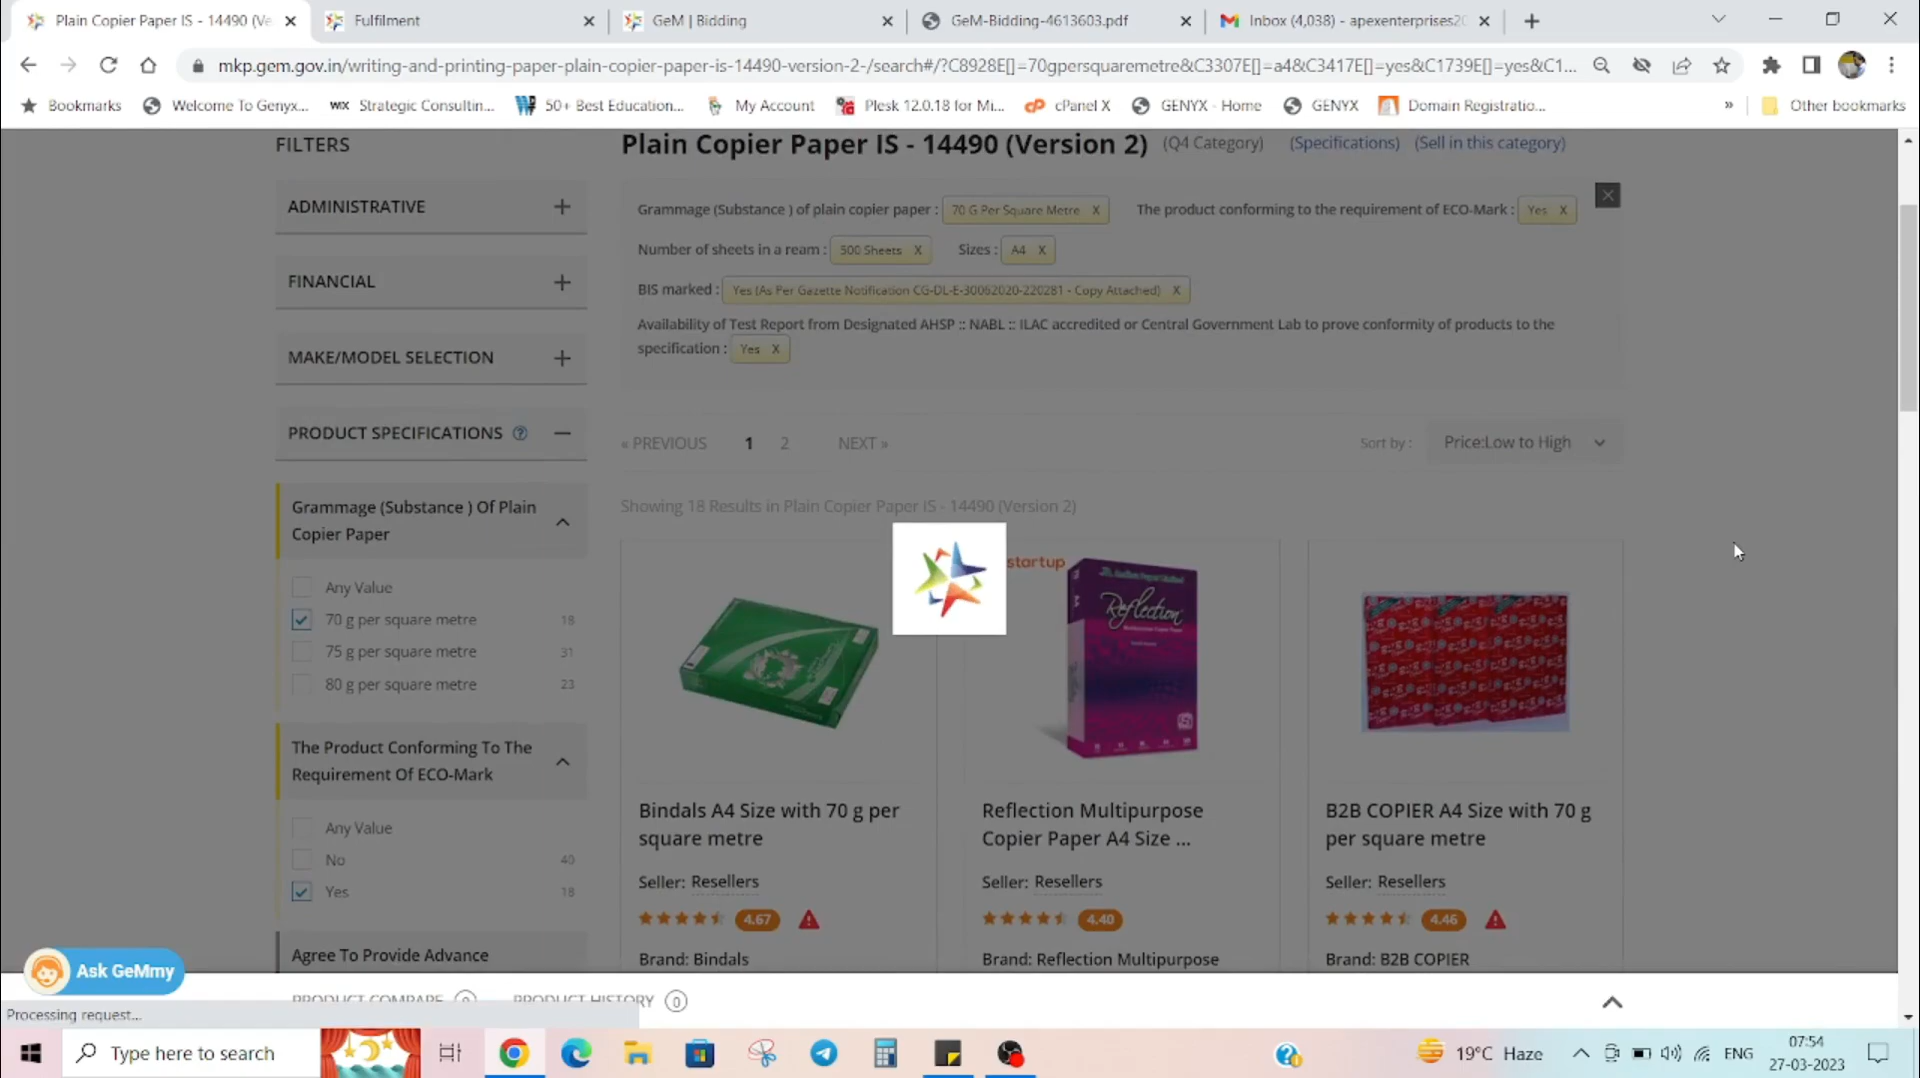 Plain Copier Paper IS - 14490 (Ve
Fulfilment
GeM | Bidding
GeM-Bidding-4613603.pdf
Inbox (4,038) - apexenterprises20
mkp.gem.gov.in/writing-and-printing-paper-plain-copier-paper-is-14490-version-2-/search#/?C8928E[]=70gpersquaremetre&C3307E[]=a4&C3417E[]=yes&C1739E[]=yes&C1...
Bookmarks
Welcome To Genyx...
WIX Strategic Consultin...
50+ Best Education...
My Account
Plesk 12.0.18 for Mi...
cP cPanel X
GENYX - Home
GENYX
Domain Registratio...
»
Other bookmarks
FILTERS
Plain Copier Paper IS - 14490 (Version 2) (Q4 Category) (Specifications) (Sell in this category)
ADMINISTRATIVE
FINANCIAL
MAKE/MODEL SELECTION
PRODUCT SPECIFICATIONS
Grammage (Substance ) of plain copier paper : 70 G Per Square Metre X The product conforming to the requirement of ECO-Mark : Yes X
Number of sheets in a ream : 500 Sheets X Sizes : A4 X
BIS marked : Yes (As Per Gazette Notification CG-DL-E-30062020-220281 - Copy Attached) X
Availability of Test Report from Designated AHSP :: NABL :: ILAC accredited or Central Government Lab to prove conformity of products to the
specification : Yes X
« PREVIOUS 1 2 NEXT »
Sort by : Price:Low to High
Showing 18 Results in Plain Copier Paper IS - 14490 (Version 2)
Grammage (Substance ) Of Plain
Copier Paper
Any Value
70 g per square metre 18
75 g per square metre 31
80 g per square metre 23
The Product Conforming To The
Requirement Of ECO-Mark
Any Value
No 40
Yes 18
Agree To Provide Advance
startup
Reflection
Bindals A4 Size with 70 g per
square metre
Seller: Resellers
4.67
Brand: Bindals
Reflection Multipurpose
Copier Paper A4 Size ...
Seller: Resellers
4.40
Brand: Reflection Multipurpose
B2B COPIER A4 Size with 70 g
per square metre
Seller: Resellers
4.46
Brand: B2B COPIER
Ask GeMmy
PRODUCT COMPARE 0
PRODUCT HISTORY 0
Processing request...
Type here to search
19°C Haze
ENG
07:54
27-03-2023